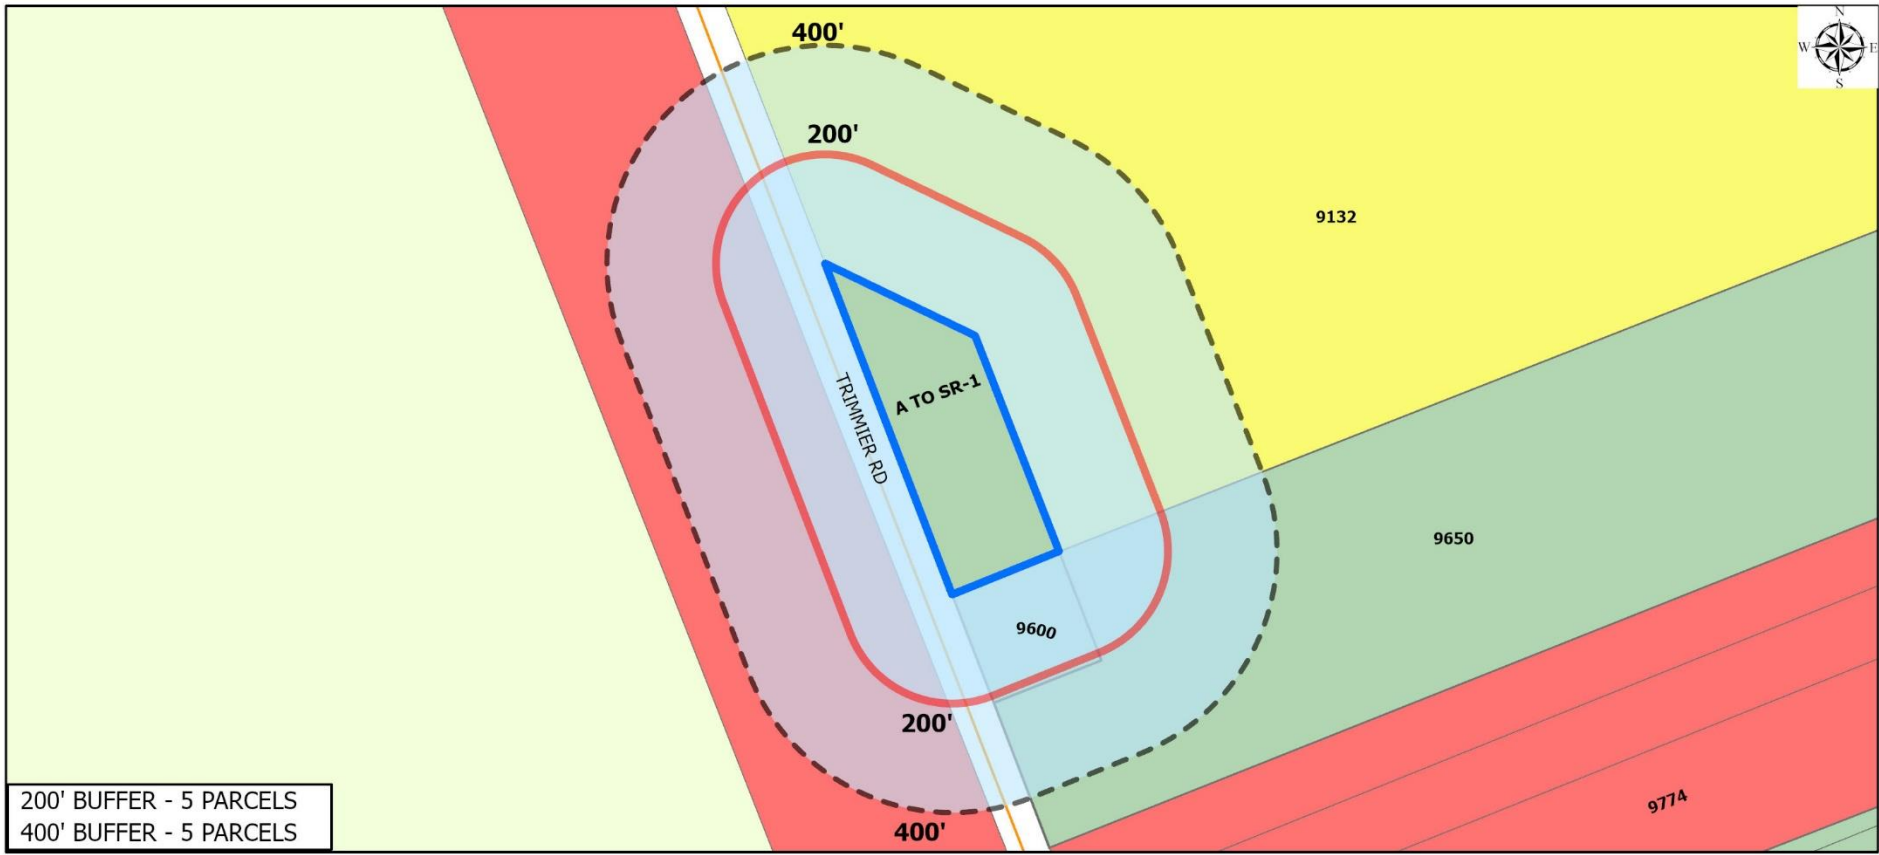 400'
N
W E
S
200'
9132
A TO SR-1
TRIMMIER RD
9650
9600
200'
400'
9774
200' BUFFER - 5 PARCELS
400' BUFFER - 5 PARCELS